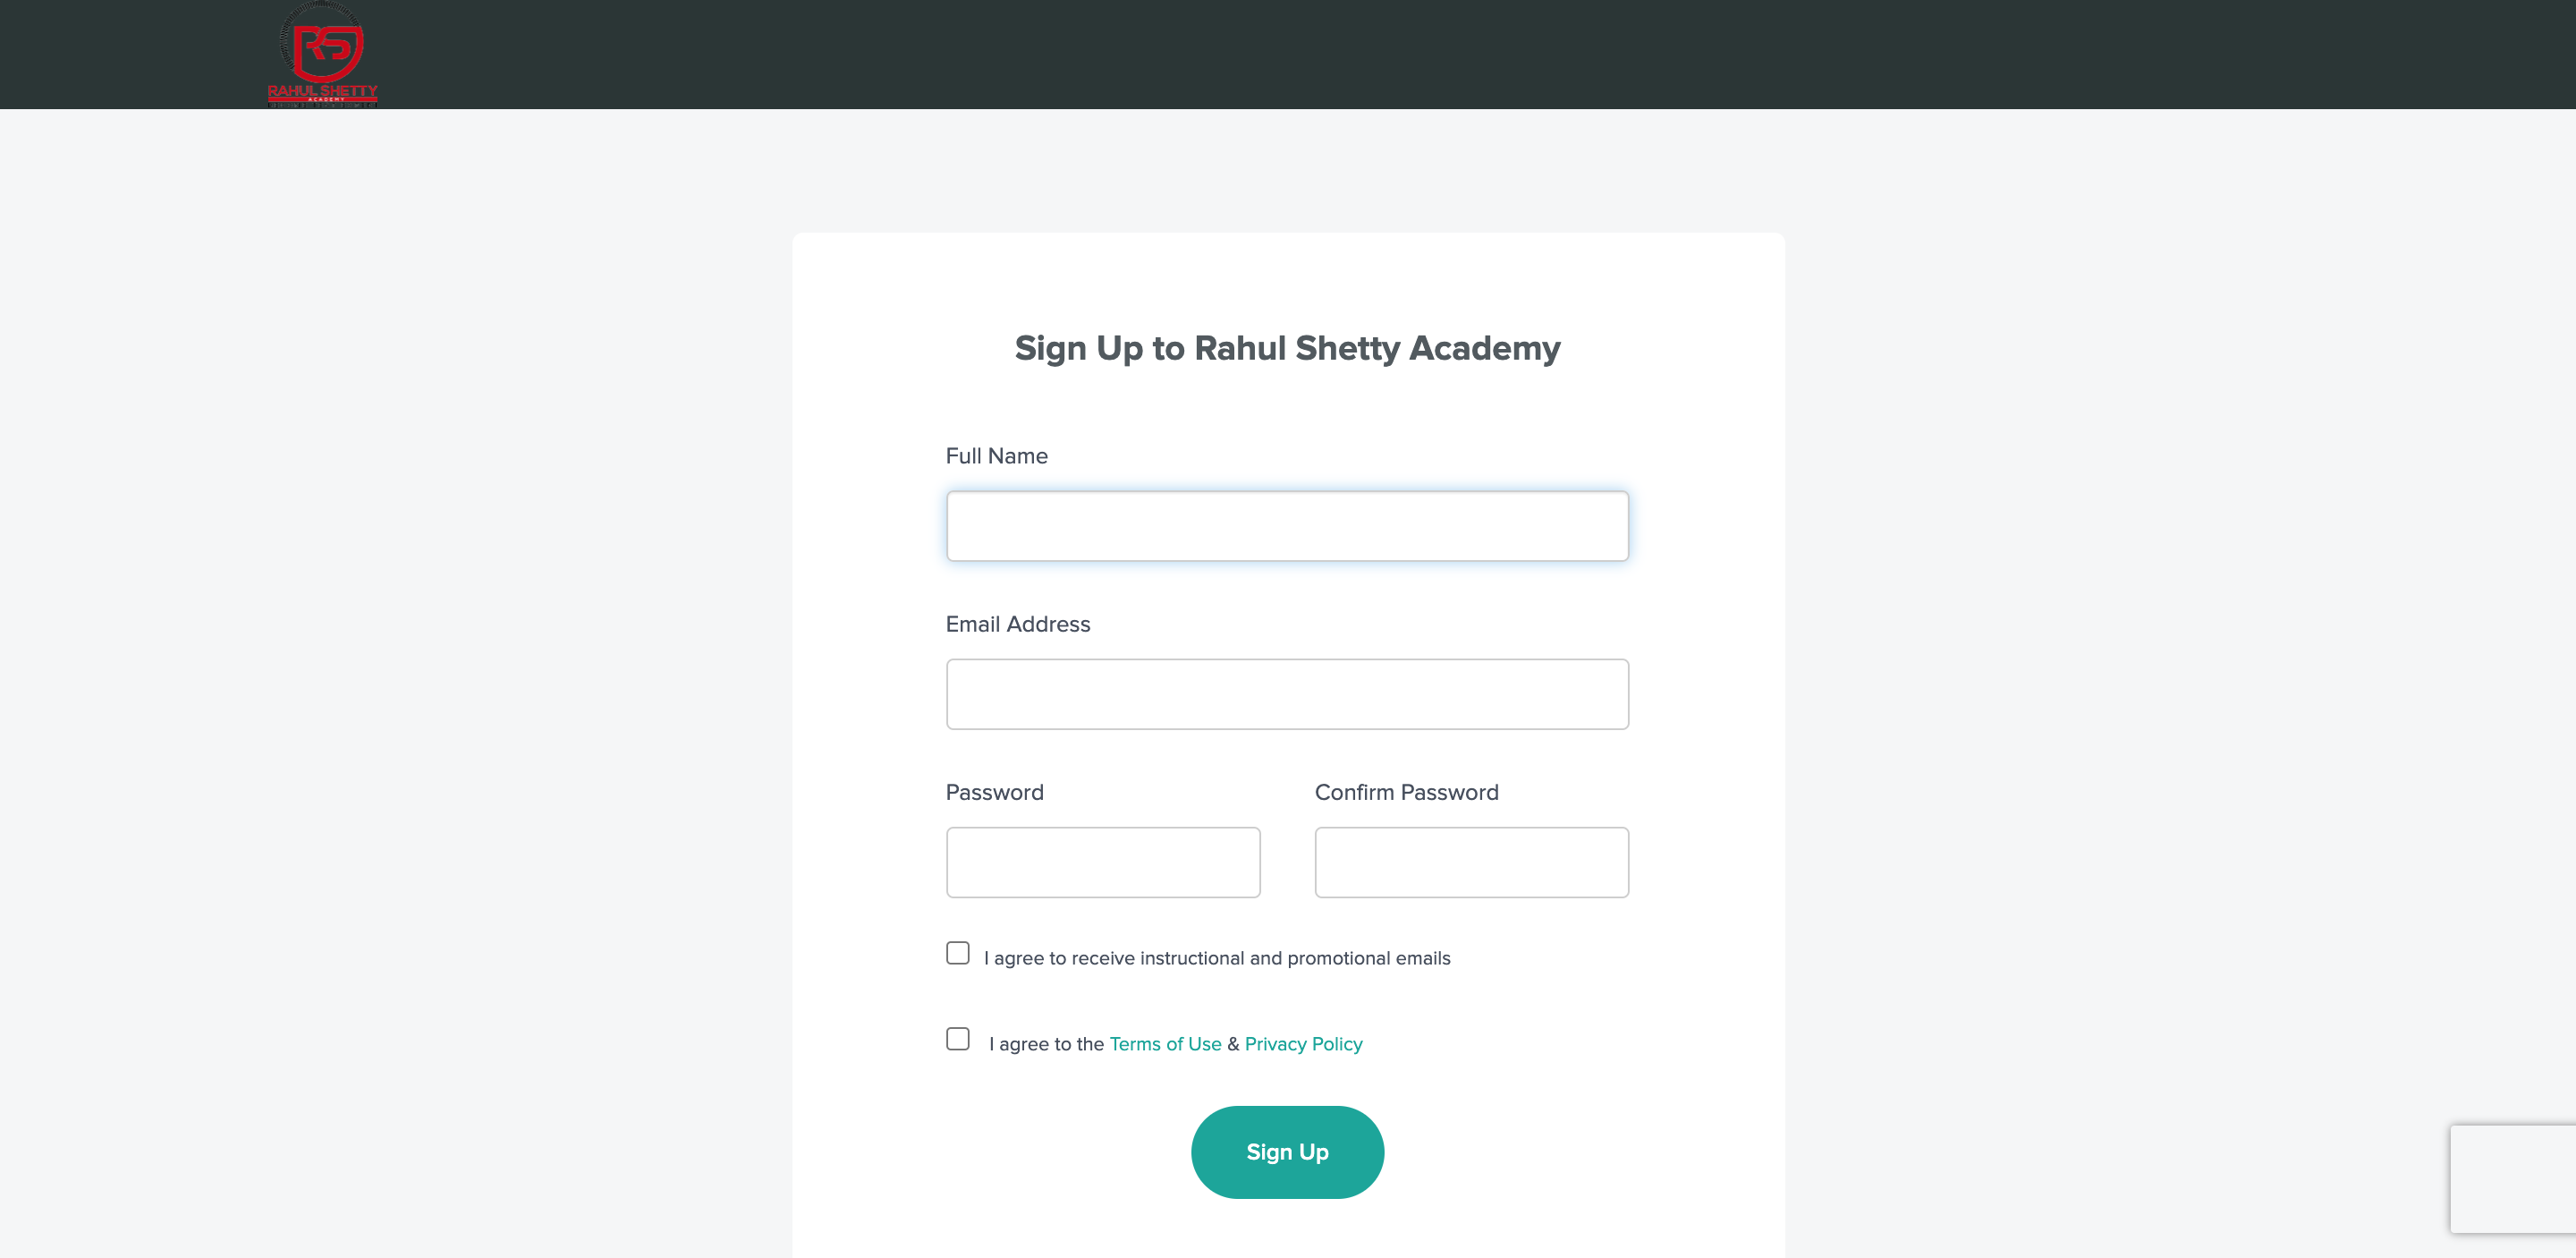 RS
RAHUL SHETTY
ACADEMY
Sign Up to Rahul Shetty Academy
Full Name
Email Address
Password
Confirm Password
I agree to receive instructional and promotional emails
I agree to the Terms of Use & Privacy Policy
Sign Up